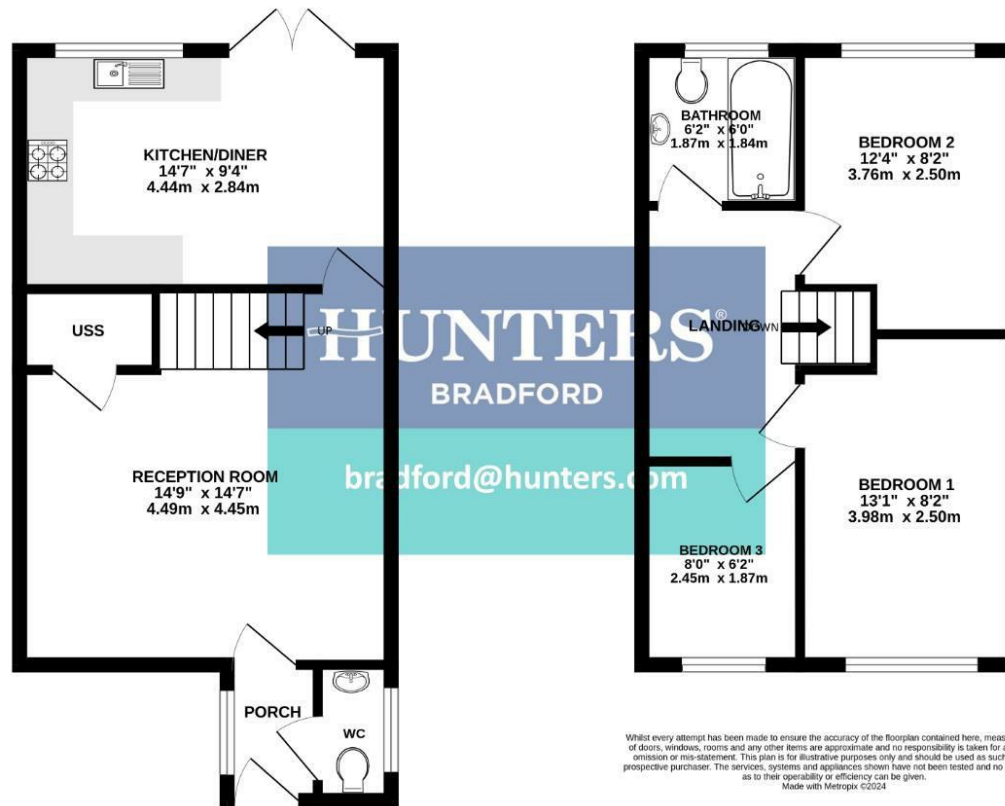 KITCHEN/DINER
14'7" x 9'4"
4.44m x 2.84m
USS
UP
RECEPTION ROOM
14'9" x 14'7"
4.49m x 4.45m
PORCH
WC
BATHROOM
6'2" x 6'0"
1.87m x 1.84m
BEDROOM 2
12'4" x 8'2"
3.76m x 2.50m
LANDING
DOWN
BEDROOM 1
13'1" x 8'2"
3.98m x 2.50m
BEDROOM 3
8'0" x 6'2"
2.45m x 1.87m
HUNTERS®
BRADFORD
bradford@hunters.com
Whilst every attempt has been made to ensure the accuracy of the floorplan contained here, meas
of doors, windows, rooms and any other items are approximate and no responsibility is taken for a
omission or mis-statement. This plan is for illustrative purposes only and should be used as such
prospective purchaser. The services, systems and appliances shown have not been tested and no
as to their operability or efficiency can be given.
Made with Metropix ©2024